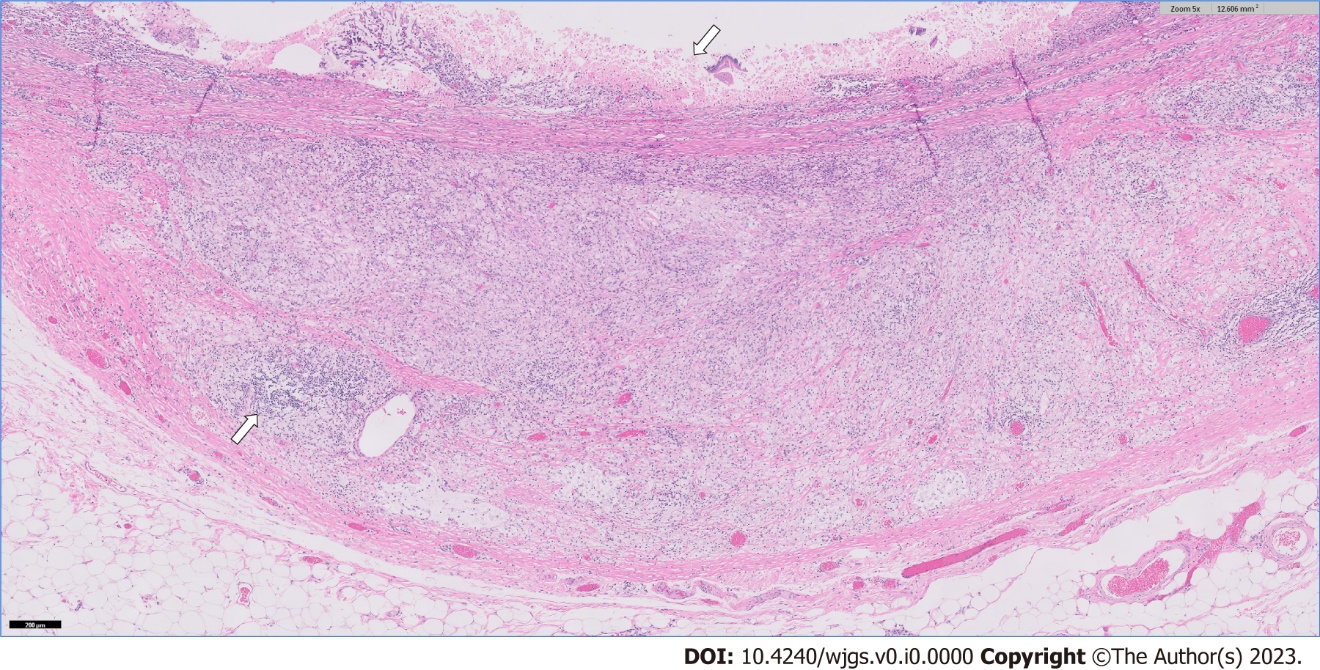 Zoom 5x 12.606 mm²
200 µm
DOI: 10.4240/wjgs.v0.i0.0000 Copyright ©The Author(s) 2023.